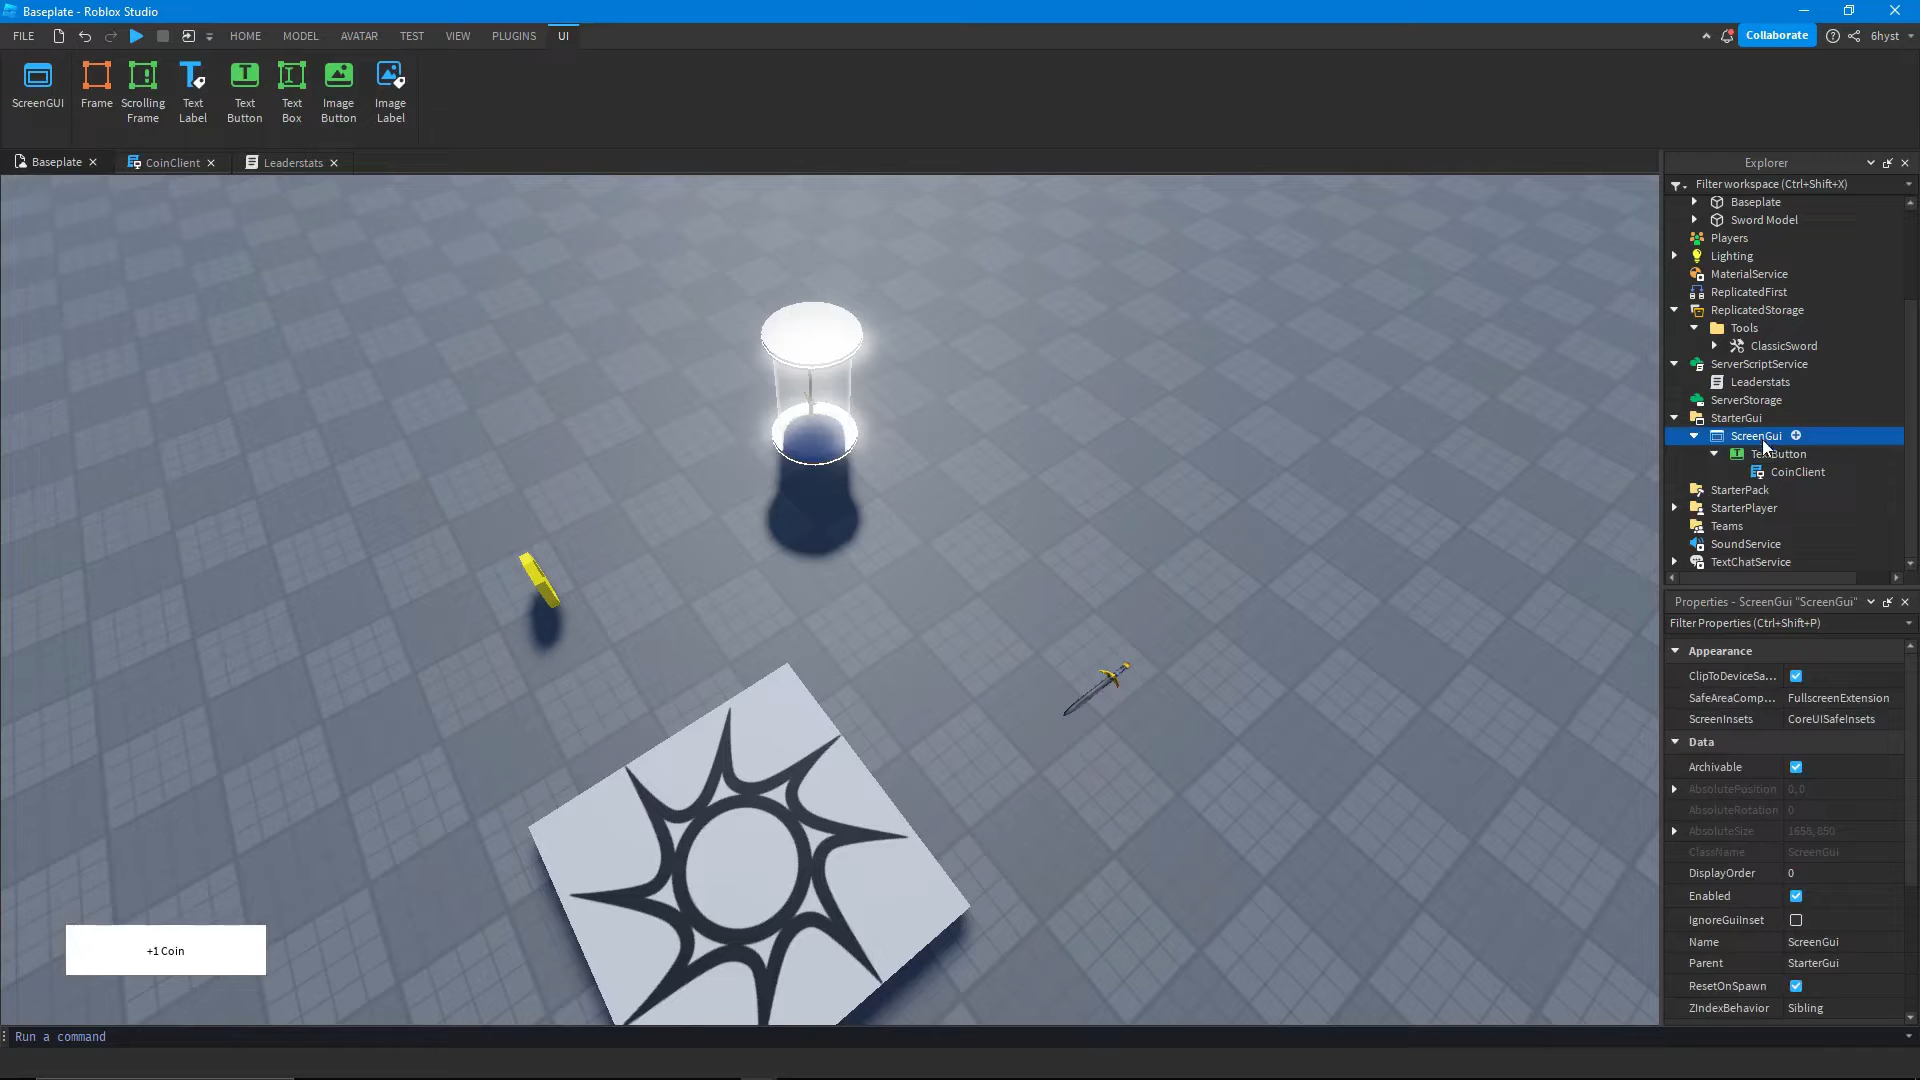 Baseplate - Roblox Studio
FILE HOME MODEL AVATAR TEST VIEW PLUGINS UI Collaborate 6hyst
ScreenGUI
Frame
Scrolling
Frame
Text
Label
Text
Button
Text
Box
Image
Button
Image
Label
Baseplate CoinClient Leaderstats
Explorer
Filter workspace (Ctrl+Shift+X)
Baseplate
Sword Model
Players
Lighting
MaterialService
ReplicatedFirst
ReplicatedStorage
Tools
ClassicSword
ServerScriptService
Leaderstats
ServerStorage
StarterGui
ScreenGui
TextButton
CoinClient
StarterPack
StarterPlayer
Teams
SoundService
TextChatService
Properties - ScreenGui "ScreenGui"
Filter Properties (Ctrl+Shift+P)
Appearance
ClipToDeviceSa...
SafeAreaComp... FullscreenExtension
ScreenInsets CoreUISafeInsets
Data
Archivable
AbsolutePosition 0, 0
AbsoluteRotation 0
AbsoluteSize 1658, 850
ClassName ScreenGui
DisplayOrder 0
Enabled
IgnoreGuiInset
Name ScreenGui
Parent StarterGui
ResetOnSpawn
ZIndexBehavior Sibling
+1 Coin
Run a command